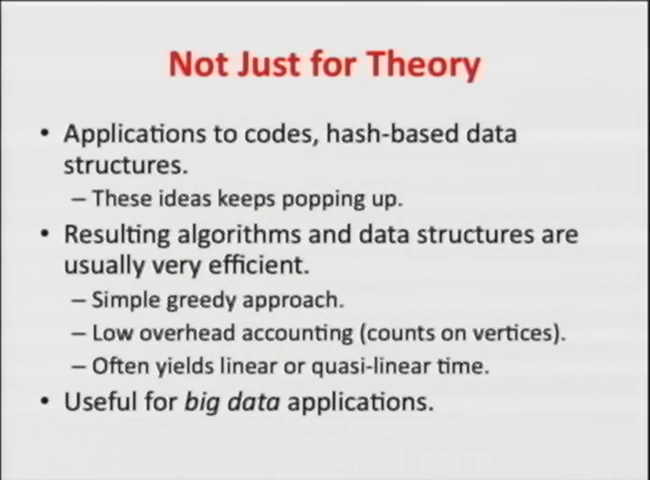 Not Just for Theory
• Applications to codes, hash-based data
structures.
– These ideas keeps popping up.
• Resulting algorithms and data structures are
usually very efficient.
– Simple greedy approach.
– Low overhead accounting (counts on vertices).
– Often yields linear or quasi-linear time.
• Useful for big data applications.